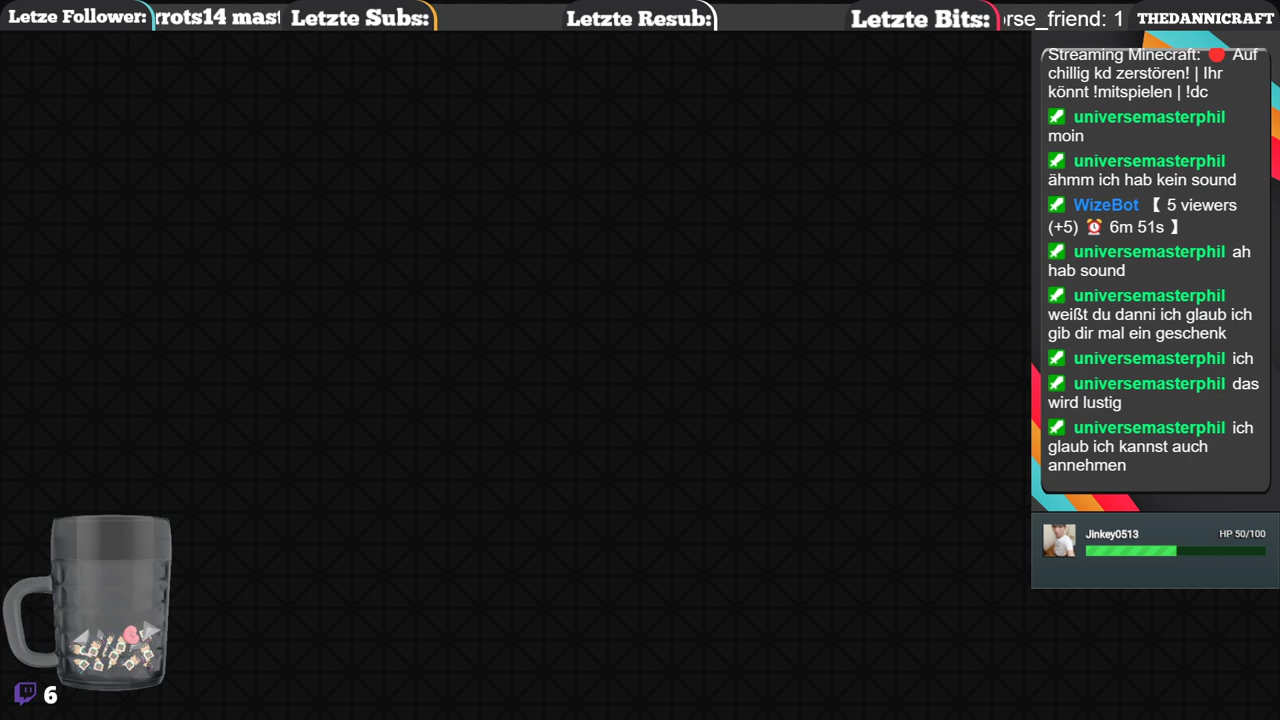 Letze Follower:
Letzte Subs:
Letzte Resub:
Letzte Bits:
rse_friend: 1
THEDANNICRAFT
Streaming Minecraft: 🔴 Auf
chillig kd zerstören! | Ihr
könnt !mitspielen | !dc
universemasterphil
moin
universemasterphil
ähmm ich hab kein sound
WizeBot 【 5 viewers
(+5) ⏰ 6m 51s 】
universemasterphil ah
hab sound
universemasterphil
weißt du danni ich glaub ich
gib dir mal ein geschenk
universemasterphil ich
universemasterphil das
wird lustig
universemasterphil ich
glaub ich kannst auch
annehmen
Jinkey0513
HP 50/100
6